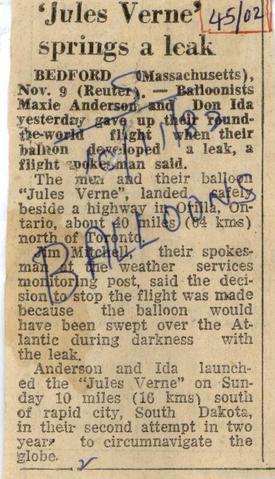 'Jules Verne'
45/02
springs a leak
BEDFORD (Massachusetts),
Nov. 9 (Reuter). — Balloonists
Maxie Anderson and Don Ida
yesterday gave up their round-
the-world flight when their
balloon developed a leak, a
flight spokesman said.
The men and their balloon
"Jules Verne", landed safely
beside a highway in Orillia, On-
tario, about 40 miles (64 kms)
north of Toronto.
Jim Mitchell, their spokes-
man at the weather services
monitoring post, said the deci-
sion to stop the flight was made
because the balloon would
have been swept over the At-
lantic during darkness with
the leak.
Anderson and Ida launch-
ed the "Jules Verne" on Sun-
day 10 miles (16 kms) south
of rapid city, South Dakota,
in their second attempt in two
years to circumnavigate the
globe.
BALLOONS